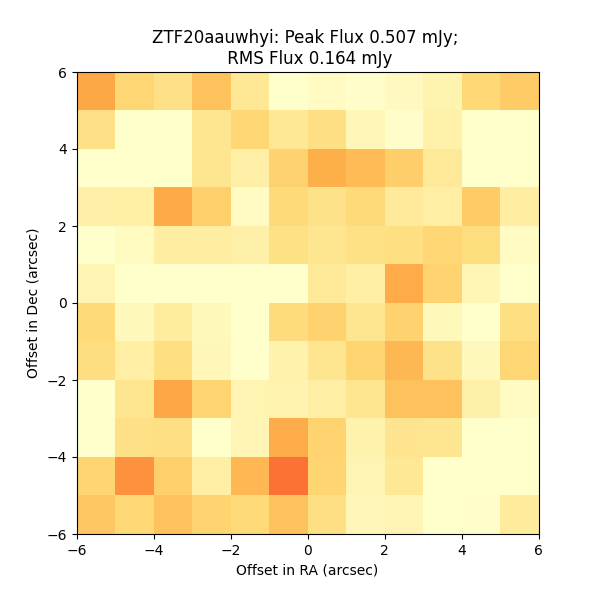 ZTF20aauwhyi: Peak Flux 0.507 mJy;
RMS Flux 0.164 mJy
6
4
2
0
−2
−4
−6
Offset in Dec (arcsec)
−6 −4 −2 0 2 4 6
Offset in RA (arcsec)